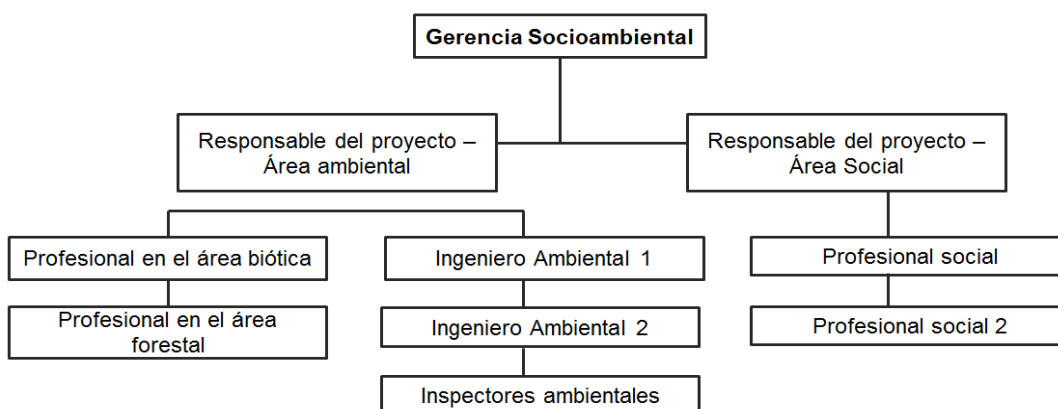 Gerencia Socioambiental
Responsable del proyecto –
Área ambiental
Responsable del proyecto –
Área Social
Profesional en el área biótica
Ingeniero Ambiental 1
Profesional social
Profesional en el área
forestal
Ingeniero Ambiental 2
Profesional social 2
Inspectores ambientales